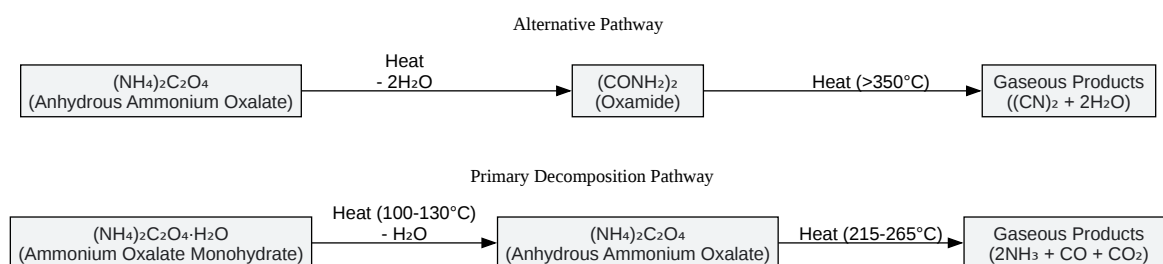 Alternative Pathway
(NH₄)₂C₂O₄
(Anhydrous Ammonium Oxalate)
Heat
- 2H₂O
(CONH₂)₂
(Oxamide)
Heat (>350°C)
Gaseous Products
((CN)₂ + 2H₂O)
Primary Decomposition Pathway
(NH₄)₂C₂O₄·H₂O
(Ammonium Oxalate Monohydrate)
Heat (100-130°C)
- H₂O
(NH₄)₂C₂O₄
(Anhydrous Ammonium Oxalate)
Heat (215-265°C)
Gaseous Products
(2NH₃ + CO + CO₂)